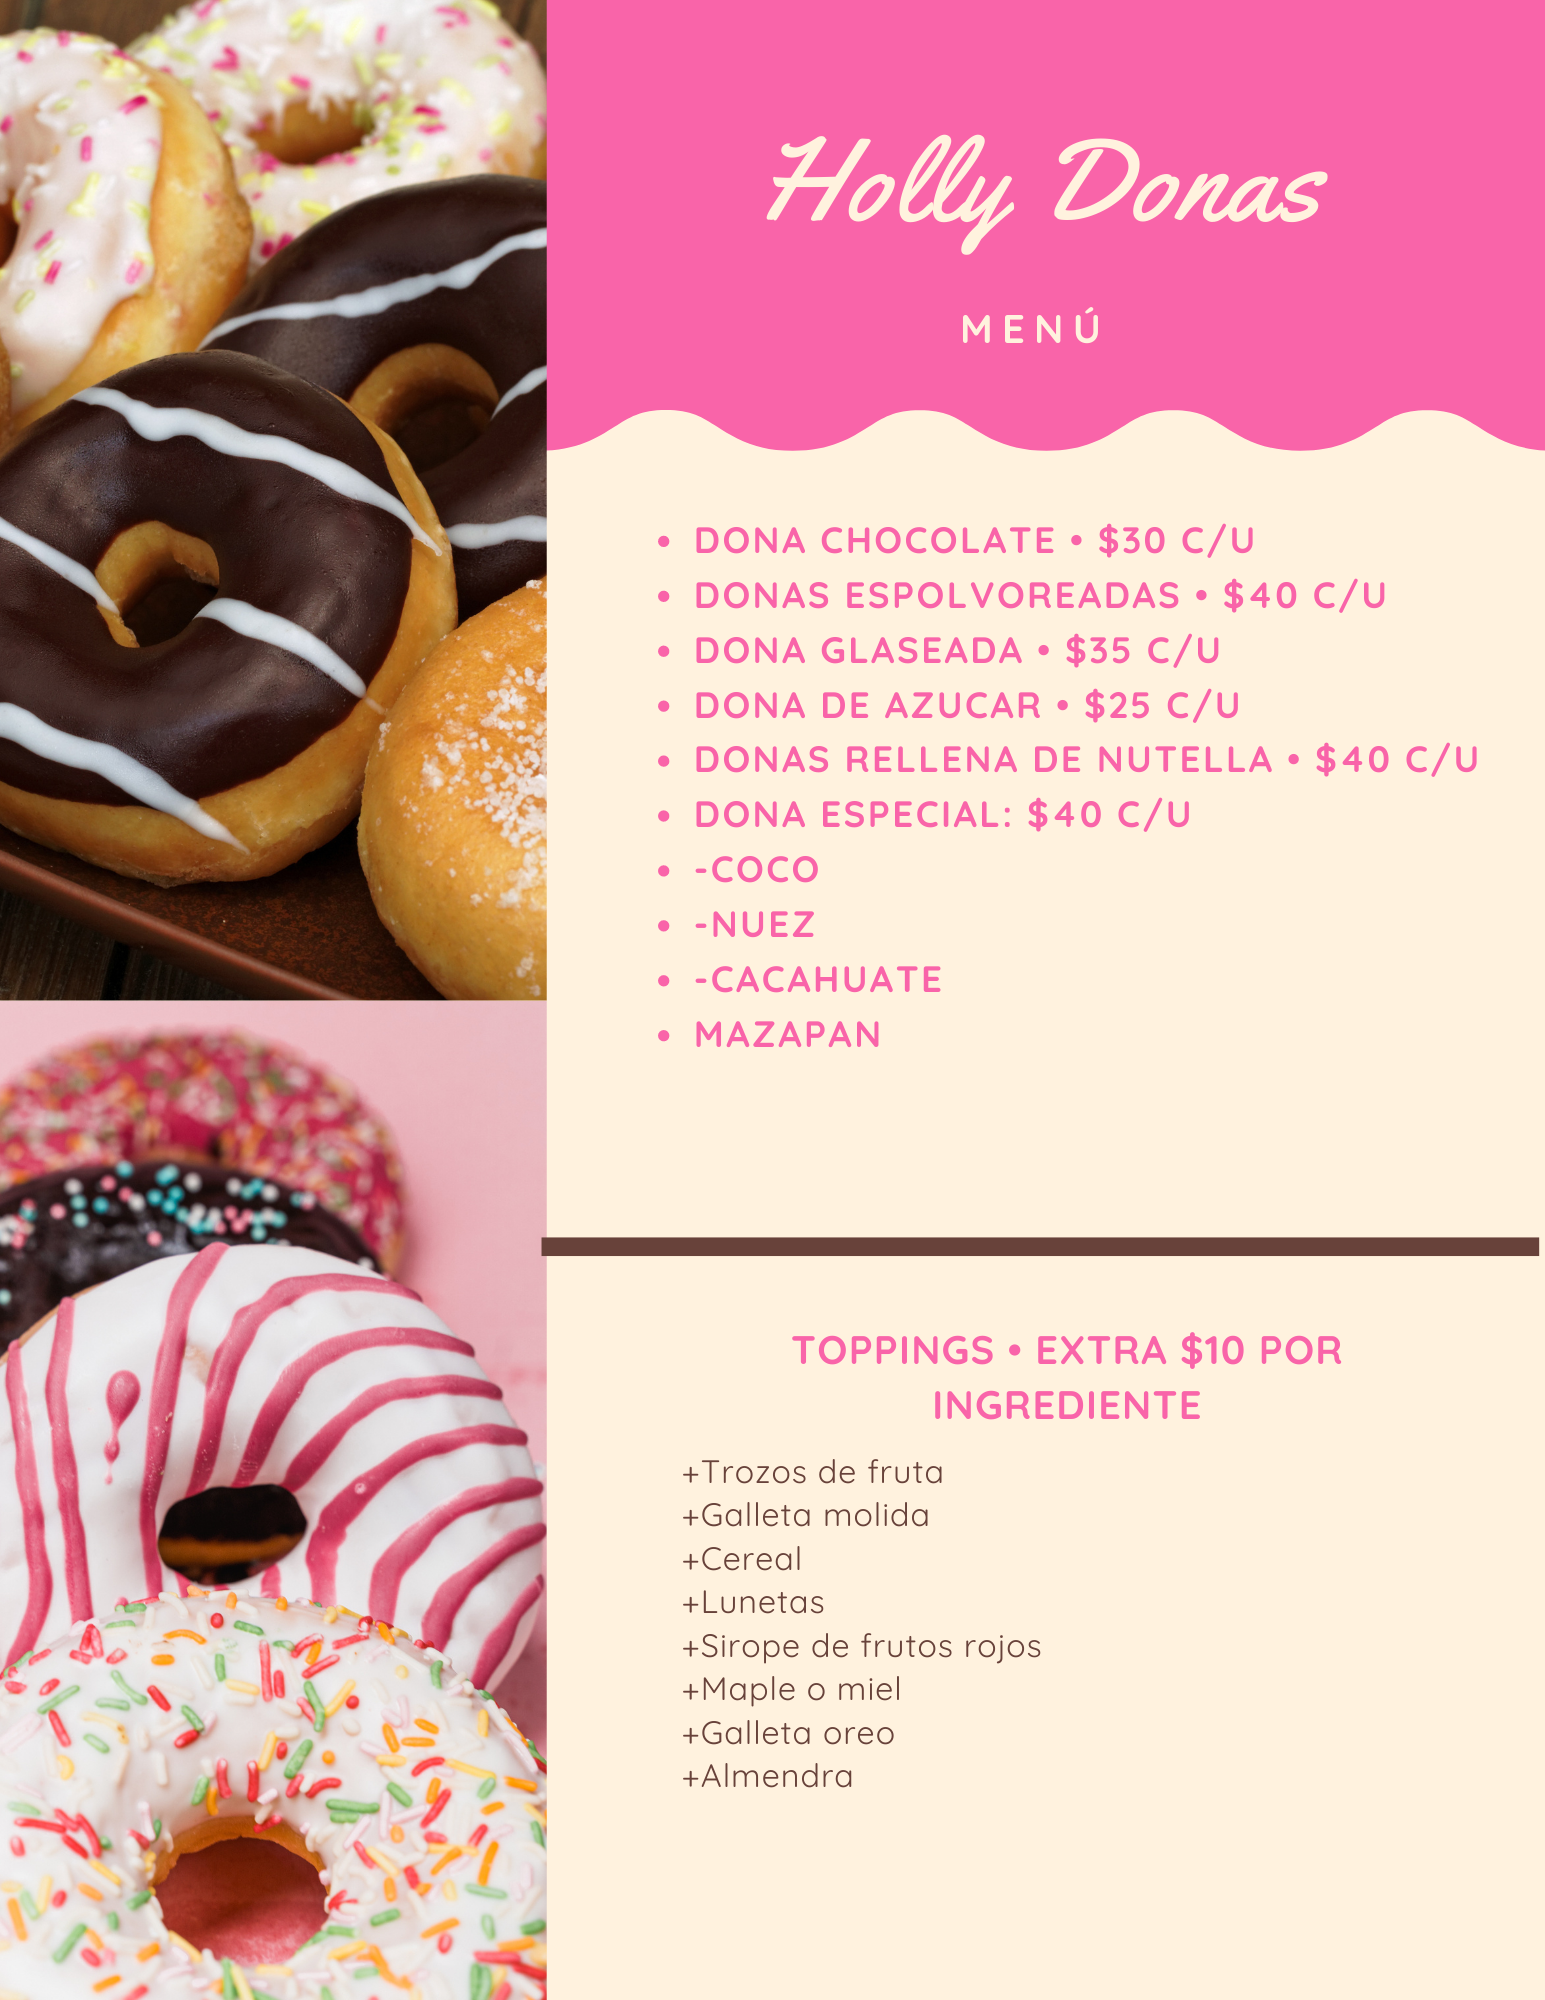 Holly Donas
MENÚ
• DONA CHOCOLATE • $30 C/U
• DONAS ESPOLVOREADAS • $40 C/U
• DONA GLASEADA • $35 C/U
• DONA DE AZUCAR • $25 C/U
• DONAS RELLENA DE NUTELLA • $40 C/U
• DONA ESPECIAL: $40 C/U
• -COCO
• -NUEZ
• -CACAHUATE
• MAZAPAN
TOPPINGS • EXTRA $10 POR
INGREDIENTE
+Trozos de fruta
+Galleta molida
+Cereal
+Lunetas
+Sirope de frutos rojos
+Maple o miel
+Galleta oreo
+Almendra